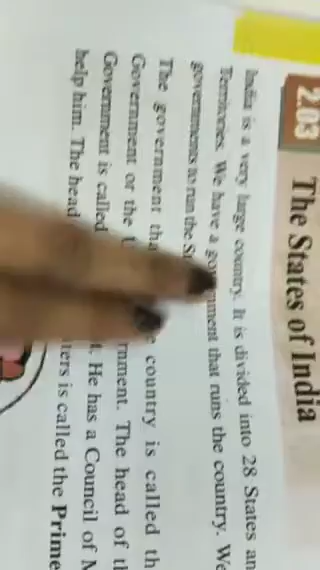 2.03 The States of India
India is a very large country. It is divided into 28 States an
Territories. We have a government that runs the country. We
governments to run the St
The government tha e country is called th
Government or the U rnment. The head of th
Government is called t. He has a Council of M
help him. The head ters is called the Prime